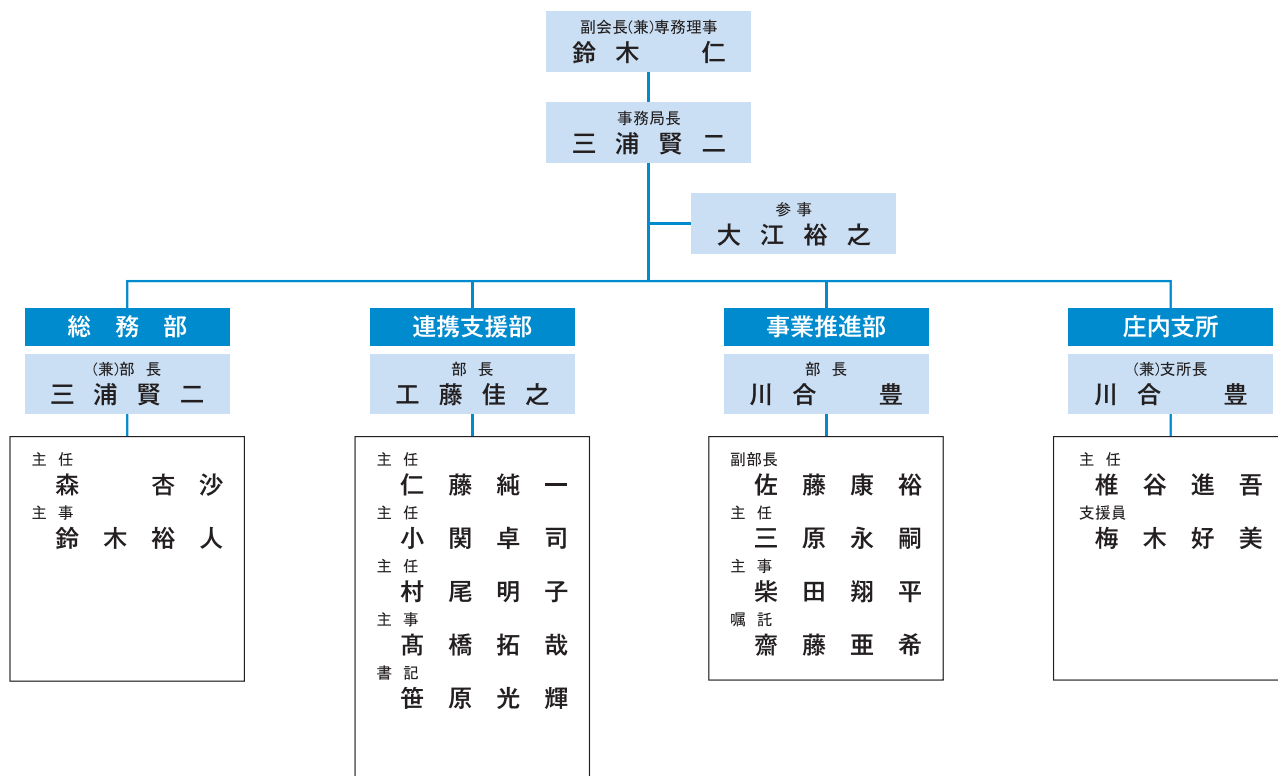 副会長(兼)専務理事
鈴木 仁
事務局長
三浦賢二
参事
大江裕之
総務部
(兼)部長
三浦賢二
主任
森 杏沙
主事
鈴木裕人
連携支援部
部長
工藤佳之
主任
仁藤純一
主任
小関卓司
主任
村尾明子
主事
髙橋拓哉
書記
笹原光輝
事業推進部
部長
川合 豊
副部長
佐藤康裕
主任
三原永嗣
主事
柴田翔平
嘱託
齋藤亜希
庄内支所
(兼)支所長
川合 豊
主任
椎谷進吾
支援員
梅木好美